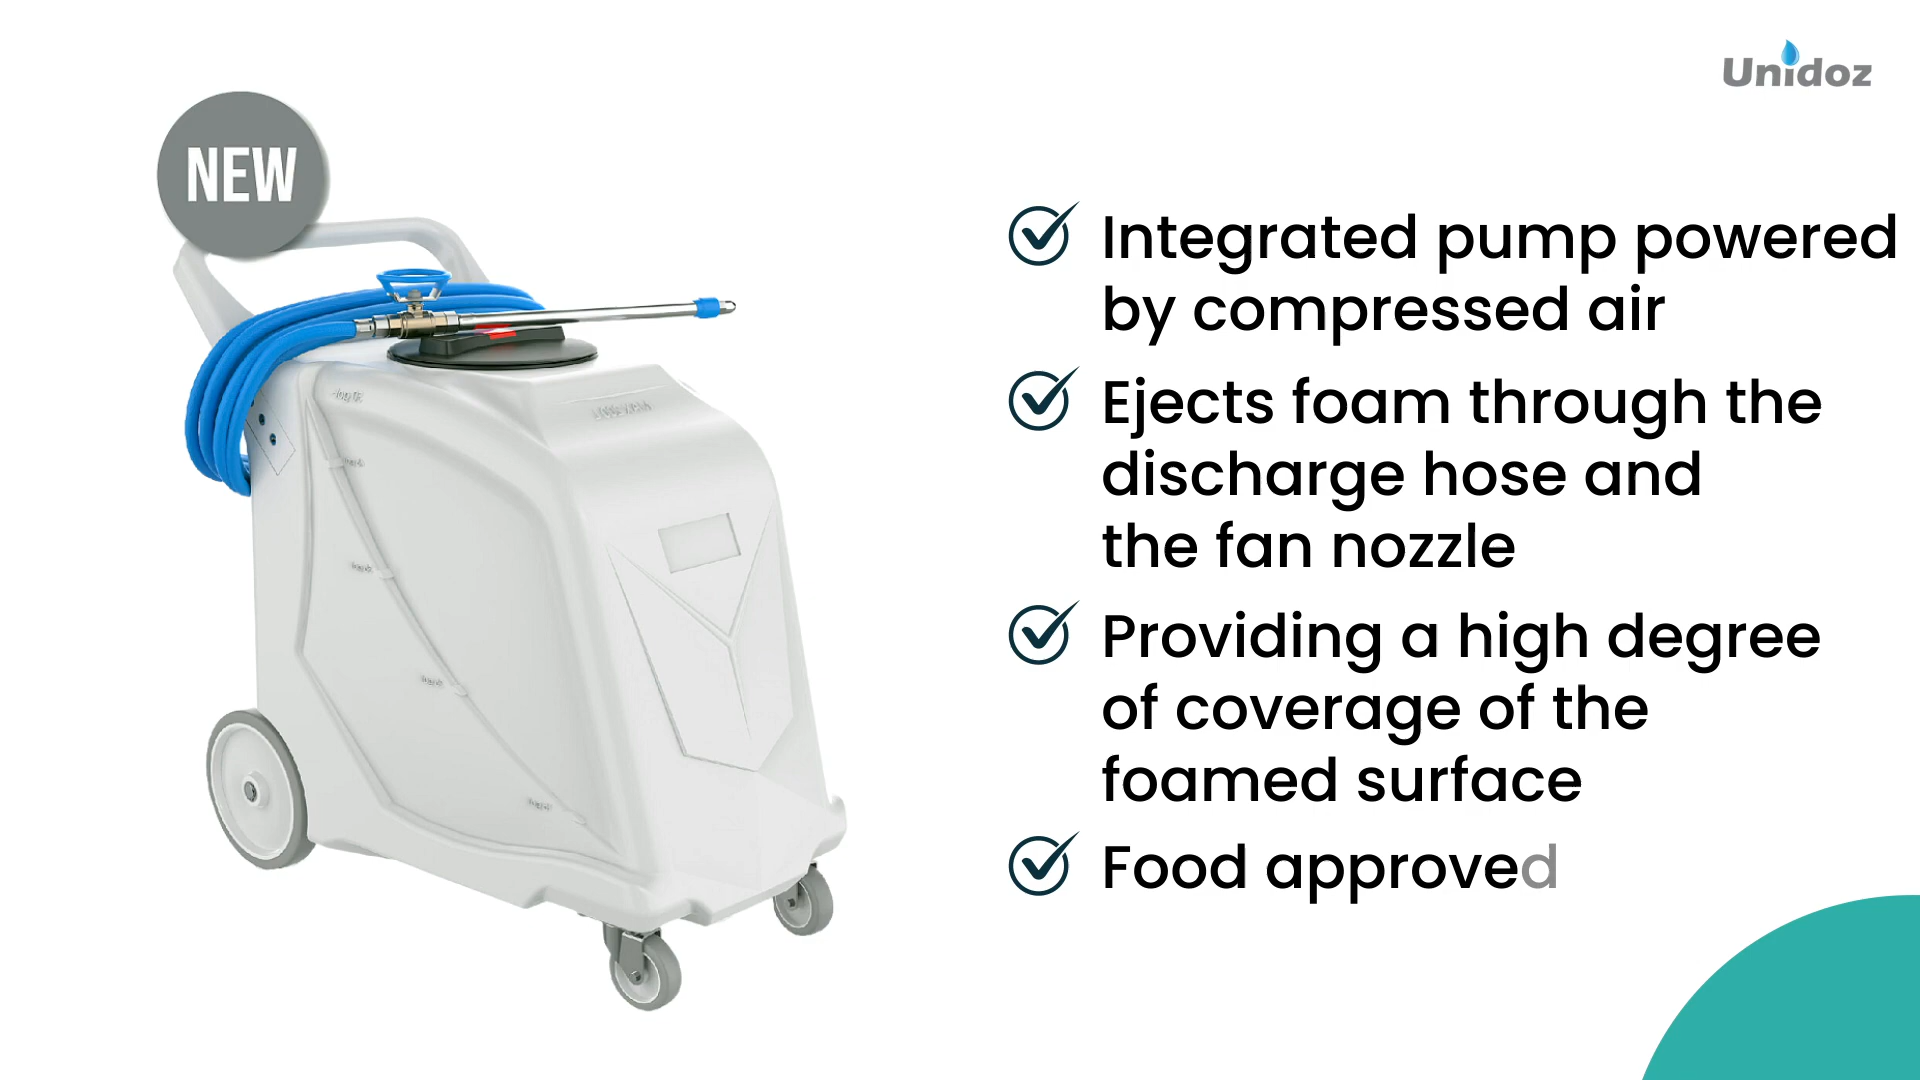 Unidoz
NEW
Integrated pump powered
by compressed air
Ejects foam through the
discharge hose and
the fan nozzle
Providing a high degree
of coverage of the
foamed surface
Food approved